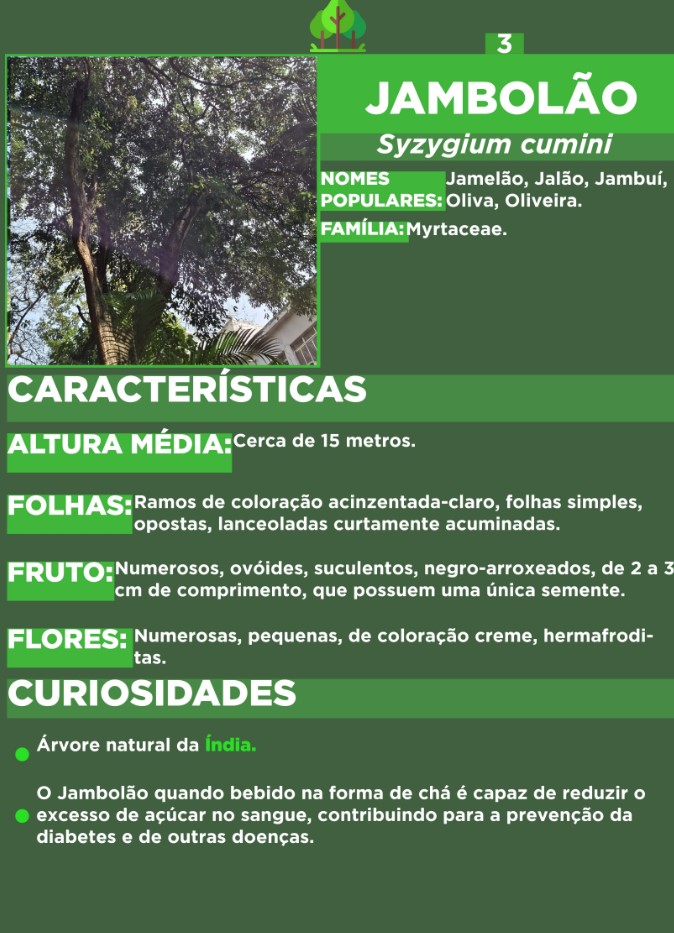 3
JAMBOLÃO
Syzygium cumini
NOMES POPULARES: Jamelão, Jalão, Jambuí,
Oliva, Oliveira.
FAMÍLIA: Myrtaceae.
CARACTERÍSTICAS
ALTURA MÉDIA: Cerca de 15 metros.
FOLHAS: Ramos de coloração acinzentada-claro, folhas simples,
opostas, lanceoladas curtamente acuminadas.
FRUTO: Numerosos, ovóides, suculentos, negro-arroxeados, de 2 a 3
cm de comprimento, que possuem uma única semente.
FLORES: Numerosas, pequenas, de coloração creme, hermafrodi-
tas.
CURIOSIDADES
Árvore natural da Índia.
O Jambolão quando bebido na forma de chá é capaz de reduzir o
excesso de açúcar no sangue, contribuindo para a prevenção da
diabetes e de outras doenças.